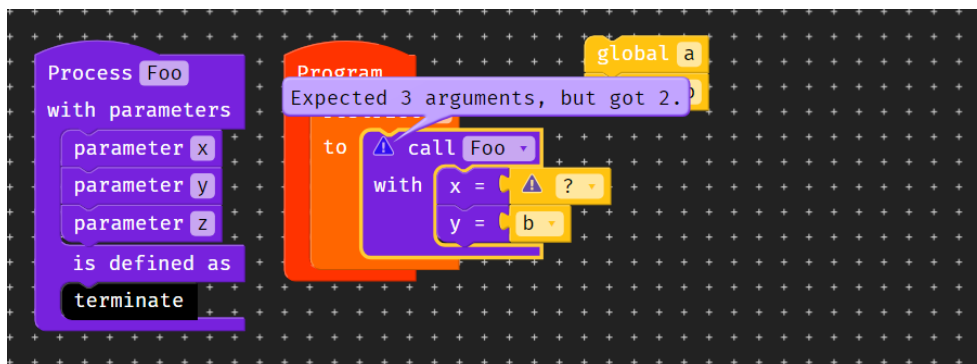 Process Foo
with parameters
parameter x
parameter y
parameter z
is defined as
terminate
Program
Expected 3 arguments, but got 2.
to call Foo
with x = ?
y = b
global a